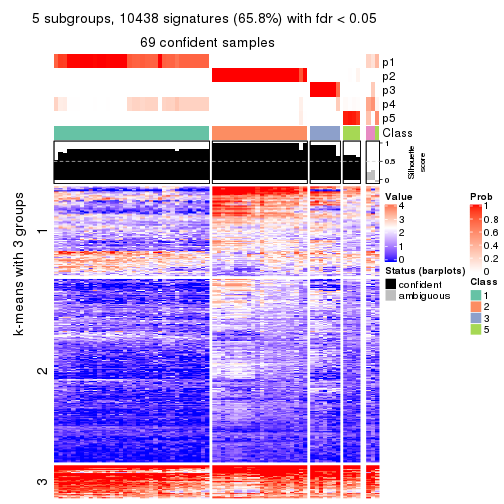 5 subgroups, 10438 signatures (65.8%) with fdr < 0.05
69 confident samples
p1
p2
p3
p4
p5
Class
1
0.5
0
Silhouette
score
k-means with 3 groups
1
2
3
Value
4
3
2
1
0
Status (barplots)
confident
ambiguous
Prob
1
0.8
0.6
0.4
0.2
0
Class
1
2
3
5